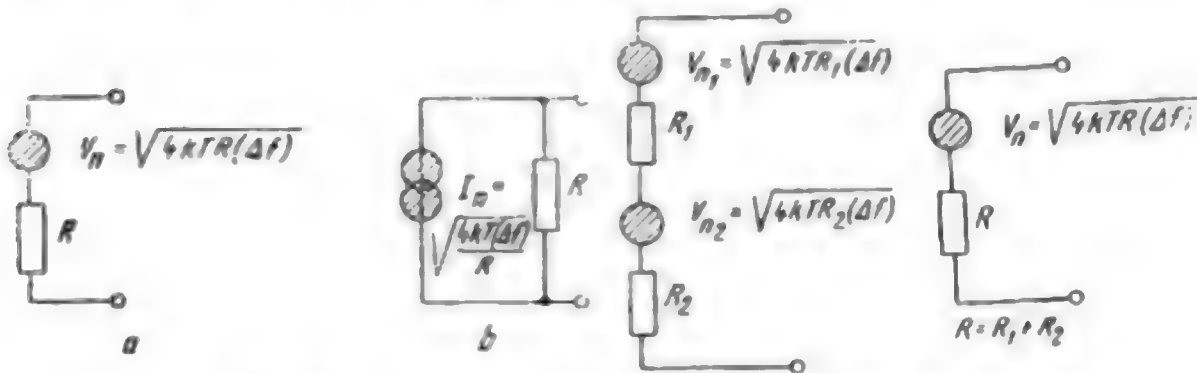 V_n = √(4kTR(Δf))
R
a
I_n =
√(4kT(Δf)/R)
R
b
V_n1 = √(4kTR_1(Δf))
R_1
V_n2 = √(4kTR_2(Δf))
R_2
V_n = √(4kTR(Δf))
R
R = R_1 + R_2